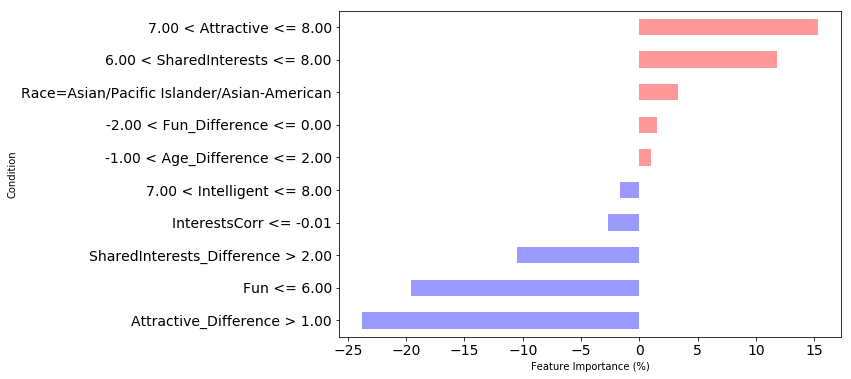 7.00 < Attractive <= 8.00
6.00 < SharedInterests <= 8.00
Race=Asian/Pacific Islander/Asian-American
-2.00 < Fun_Difference <= 0.00
-1.00 < Age_Difference <= 2.00
7.00 < Intelligent <= 8.00
InterestsCorr <= -0.01
SharedInterests_Difference > 2.00
Fun <= 6.00
Attractive_Difference > 1.00
Condition
−25 −20 −15 −10 −5 0 5 10 15
Feature Importance (%)